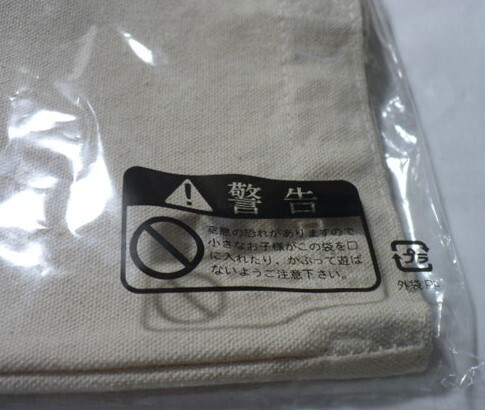 警告
窒息の恐れがありますので
小さなお子様がこの袋を口
に入れたり、かぶって遊ば
ないようご注意下さい。
プラ
外袋:PP